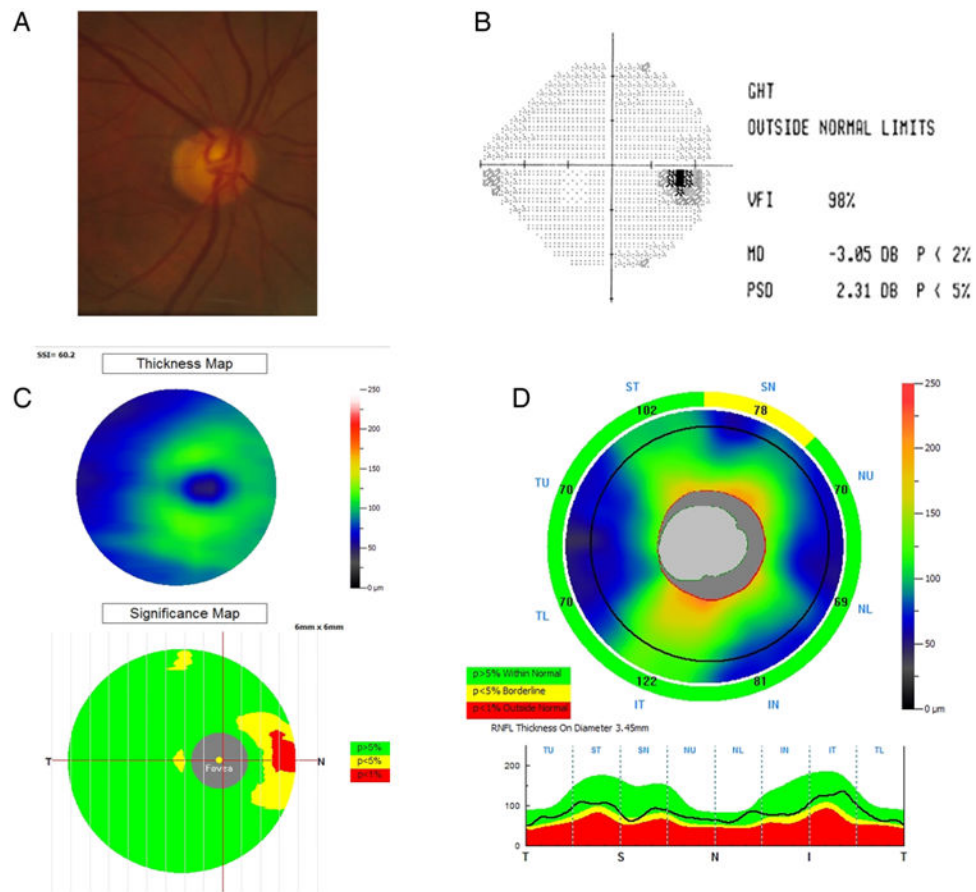 A
B
GHT
OUTSIDE NORMAL LIMITS
VFI 98%
MD -3.05 DB P < 2%
PSD 2.31 DB P < 5%
SSI= 60.2
Thickness Map
C
250
200
150
100
50
0 µm
Significance Map
6mm x 6mm
T
Fovea
N
p>5%
p<5%
p<1%
D
ST
SN
102
78
TU
70
NU
70
TL
70
NL
69
IT
122
IN
81
250
200
150
100
50
0 µm
p>5% Within Normal
p<5% Borderline
p<1% Outside Normal
RNFL Thickness On Diameter 3.45mm
TU ST SN NU NL IN IT TL
200
100
0
T S N I T